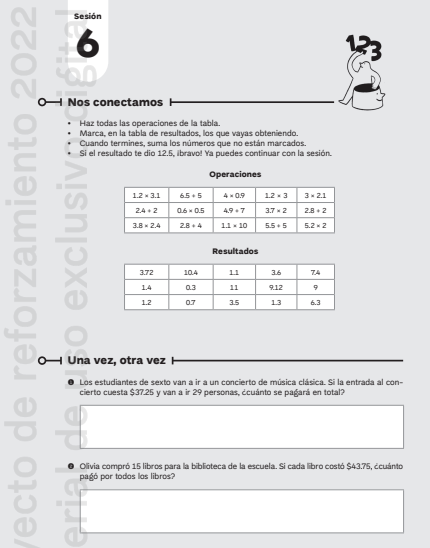 Sesión
6
123
Nos conectamos
• Haz todas las operaciones de la tabla.
• Marca, en la tabla de resultados, los que vayas obteniendo.
• Cuando termines, suma los números que no están marcados.
• Si el resultado te dio 12.5, ¡bravo! Ya puedes continuar con la sesión.
Operaciones
1.2 × 3.1 6.5 ÷ 5 4 × 0.9 1.2 × 3 3 × 2.1
2.4 ÷ 2 0.6 × 0.5 4.9 ÷ 7 3.7 × 2 2.8 ÷ 2
3.8 × 2.4 2.8 ÷ 4 1.1 × 10 5.5 ÷ 5 5.2 × 2
Resultados
3.72 10.4 1.1 3.6 7.4
1.4 0.3 11 9.12 9
1.2 0.7 3.5 1.3 6.3
Una vez, otra vez
1 Los estudiantes de sexto van a ir a un concierto de música clásica. Si la entrada al con-
cierto cuesta $37.25 y van a ir 29 personas, ¿cuánto se pagará en total?
2 Olivia compró 15 libros para la biblioteca de la escuela. Si cada libro costó $43.75, ¿cuánto
pagó por todos los libros?
yecto de reforzamiento 2022
erial de uso exclusivo digital